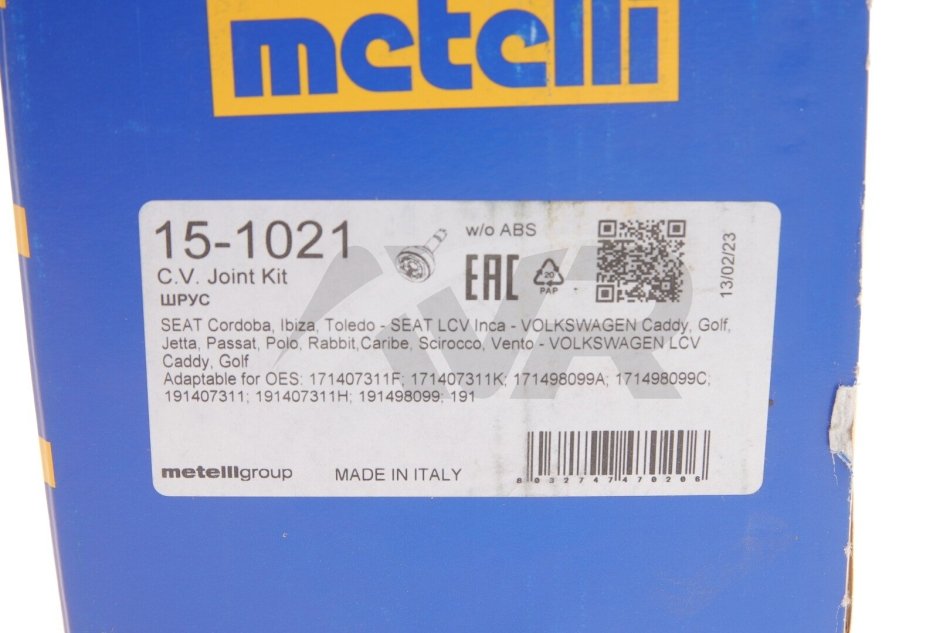 metelli
15-1021
w/o ABS
C.V. Joint Kit
ШРУС
EAC
20
PAP
13/02/23
SEAT Cordoba, Ibiza, Toledo - SEAT LCV Inca - VOLKSWAGEN Caddy, Golf,
Jetta, Passat, Polo, Rabbit,Caribe, Scirocco, Vento - VOLKSWAGEN LCV
Caddy, Golf
Adaptable for OES: 171407311F; 171407311K; 171498099A; 171498099C;
191407311; 191407311H; 191498099; 191
metelligroup
MADE IN ITALY
8032747470206